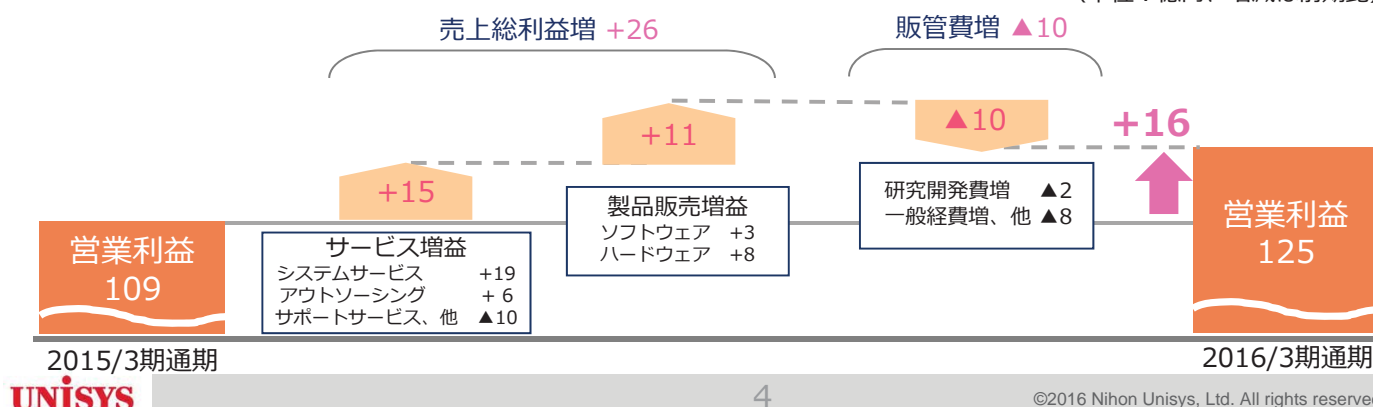 売上総利益増 +26
販管費増 ▲10
+15
+11
▲10
+16
営業利益
109
サービス増益
システムサービス +19
アウトソーシング + 6
サポートサービス、他 ▲10
製品販売増益
ソフトウェア +3
ハードウェア +8
研究開発費増 ▲2
一般経費増、他 ▲8
営業利益
125
2015/3期通期
2016/3期通期
UNISYS
4
©2016 Nihon Unisys, Ltd. All rights reserved